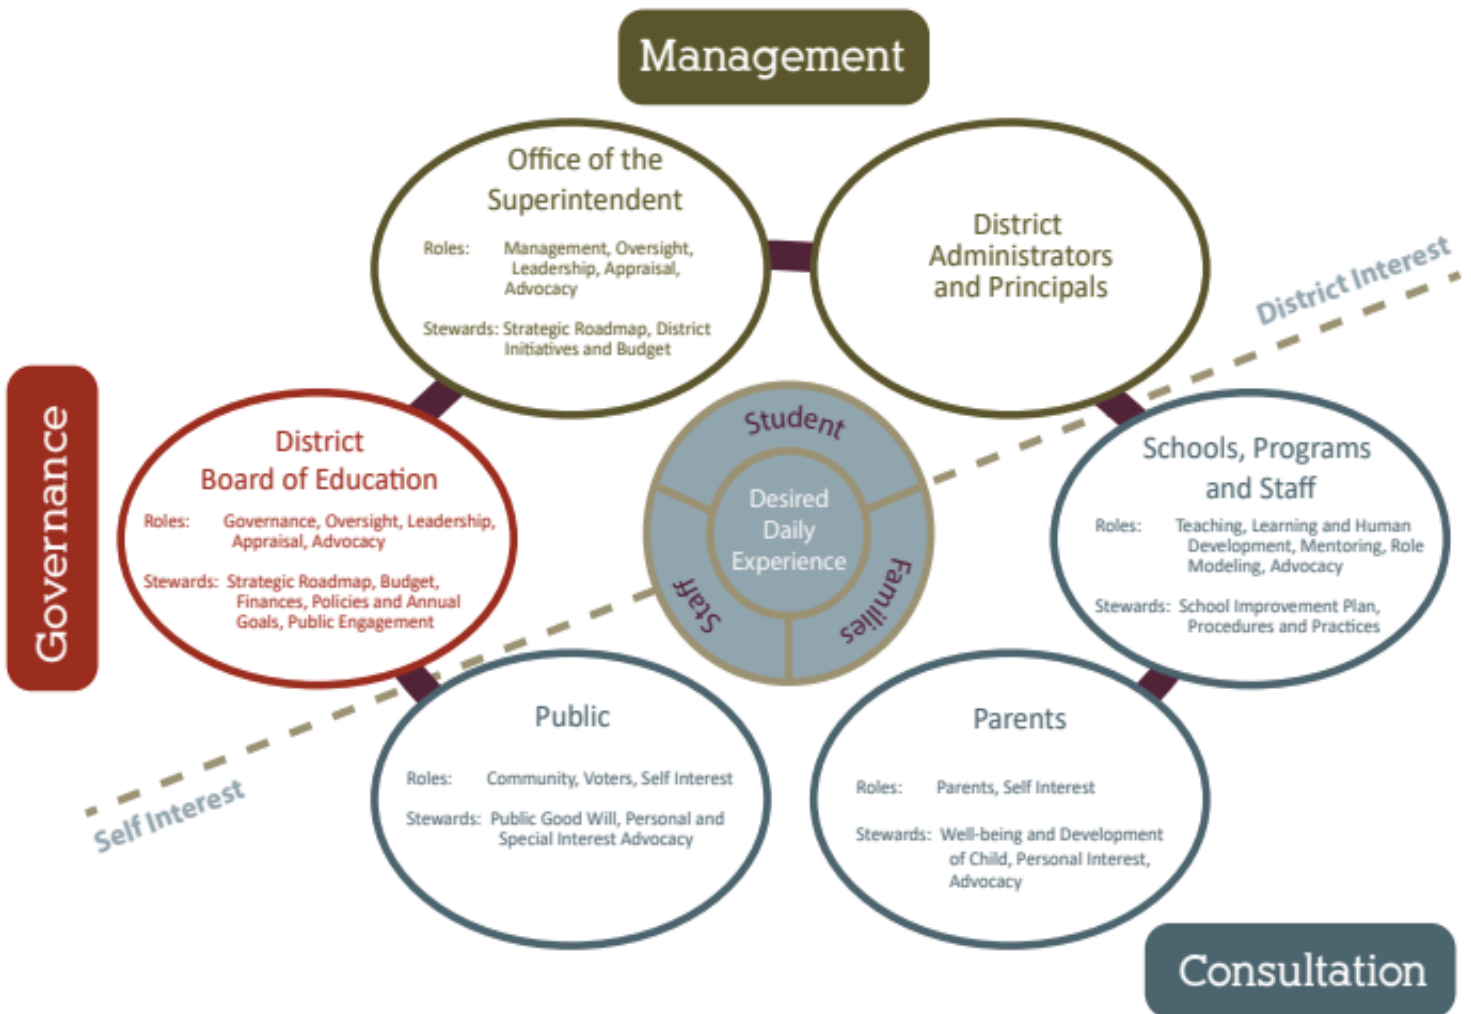 Management
Office of the
Superintendent
Roles: Management, Oversight,
Leadership, Appraisal,
Advocacy
Stewards: Strategic Roadmap, District
Initiatives and Budget
District
Administrators
and Principals
District Interest
Governance
District
Board of Education
Roles: Governance, Oversight, Leadership,
Appraisal, Advocacy
Stewards: Strategic Roadmap, Budget,
Finances, Policies and Annual
Goals, Public Engagement
Student
Desired
Daily
Experience
Staff
Families
Schools, Programs
and Staff
Roles: Teaching, Learning and Human
Development, Mentoring, Role
Modeling, Advocacy
Stewards: School Improvement Plan,
Procedures and Practices
Self Interest
Public
Roles: Community, Voters, Self Interest
Stewards: Public Good Will, Personal and
Special Interest Advocacy
Parents
Roles: Parents, Self Interest
Stewards: Well-being and Development
of Child, Personal Interest,
Advocacy
Consultation